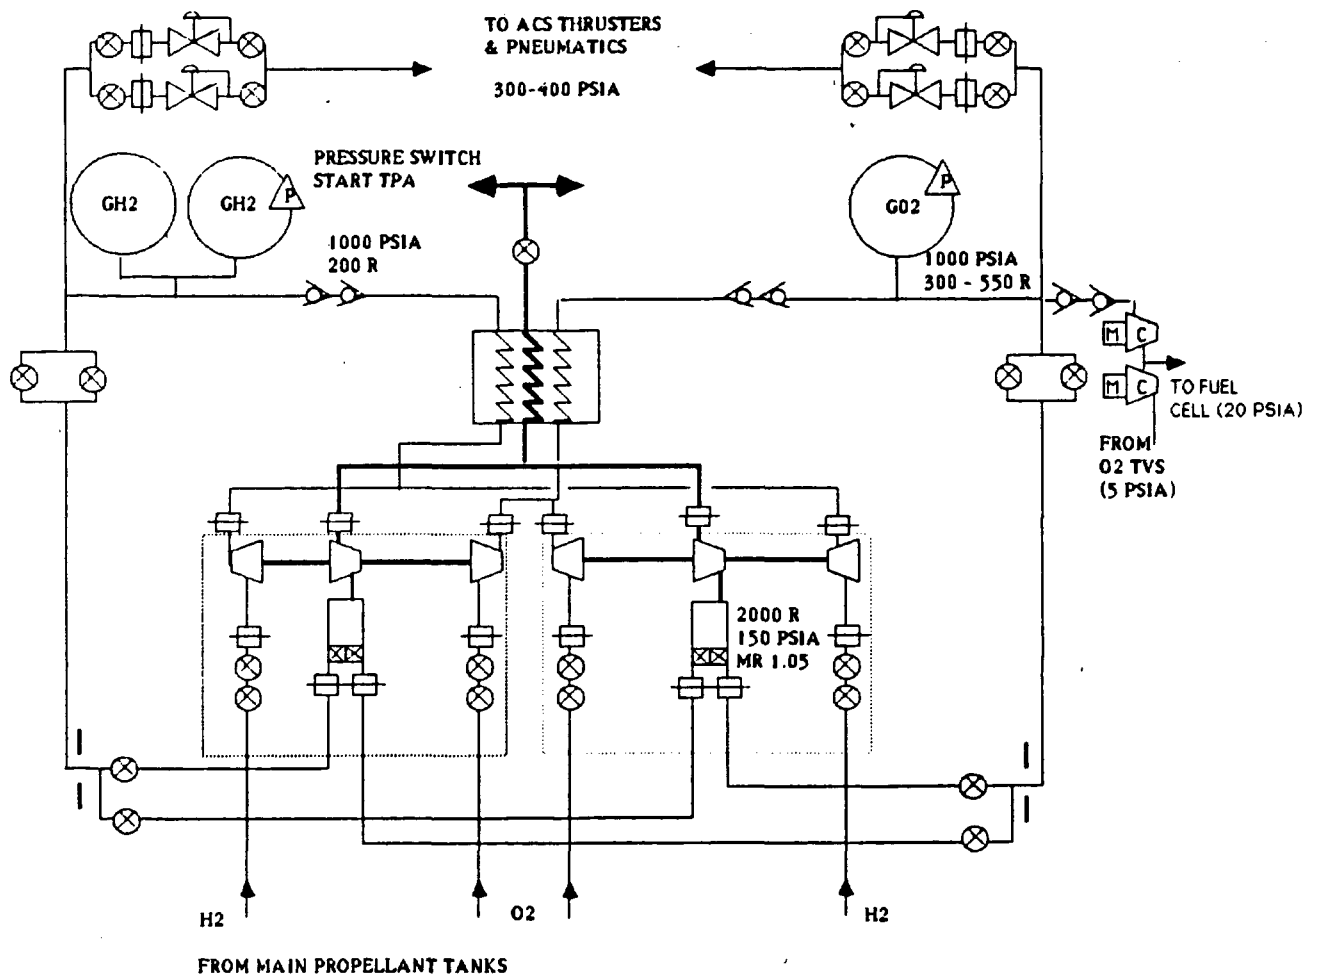 TO ACS THRUSTERS
& PNEUMATICS
300-400 PSIA
PRESSURE SWITCH
START TPA
GH2
GH2
P
GO2
P
1000 PSIA
200 R
1000 PSIA
300 - 550 R
M C
M C
TO FUEL
CELL (20 PSIA)
FROM
O2 TVS
(5 PSIA)
2000 R
150 PSIA
MR 1.05
H2
O2
H2
FROM MAIN PROPELLANT TANKS